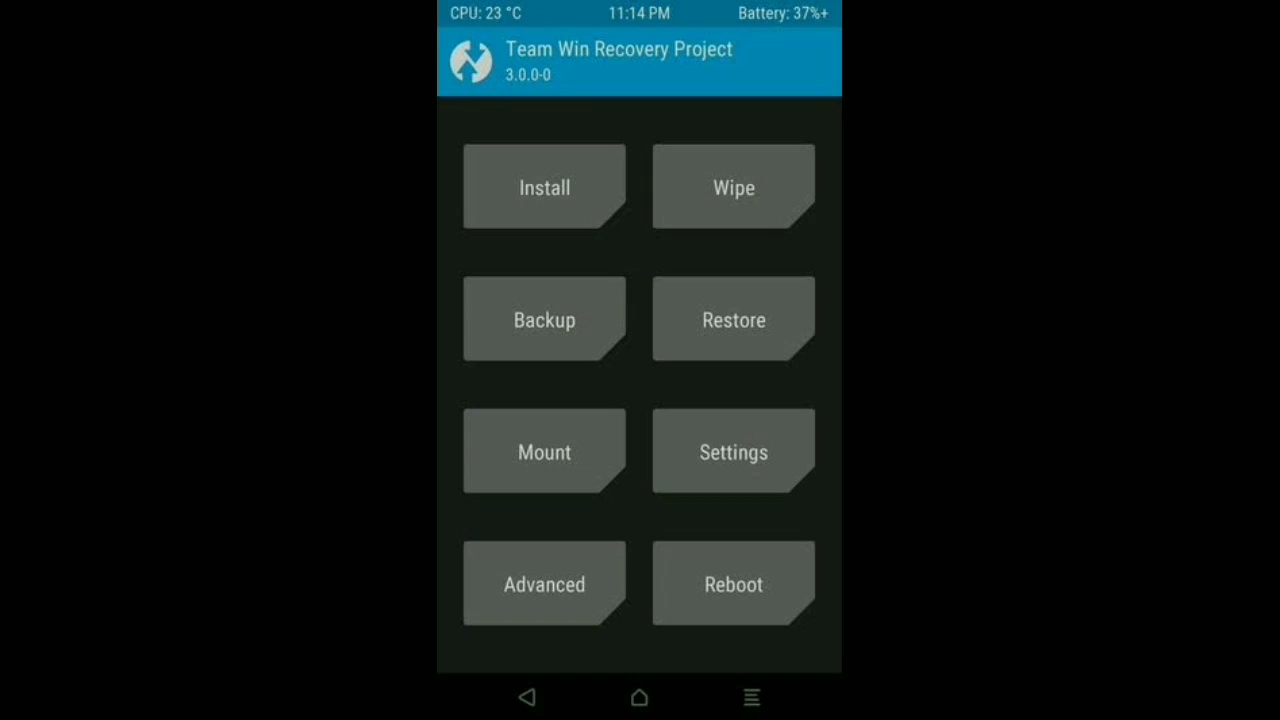 CPU: 23 °C 11:14 PM Battery: 37%+
Team Win Recovery Project
3.0.0-0
Install Wipe
Backup Restore
Mount Settings
Advanced Reboot